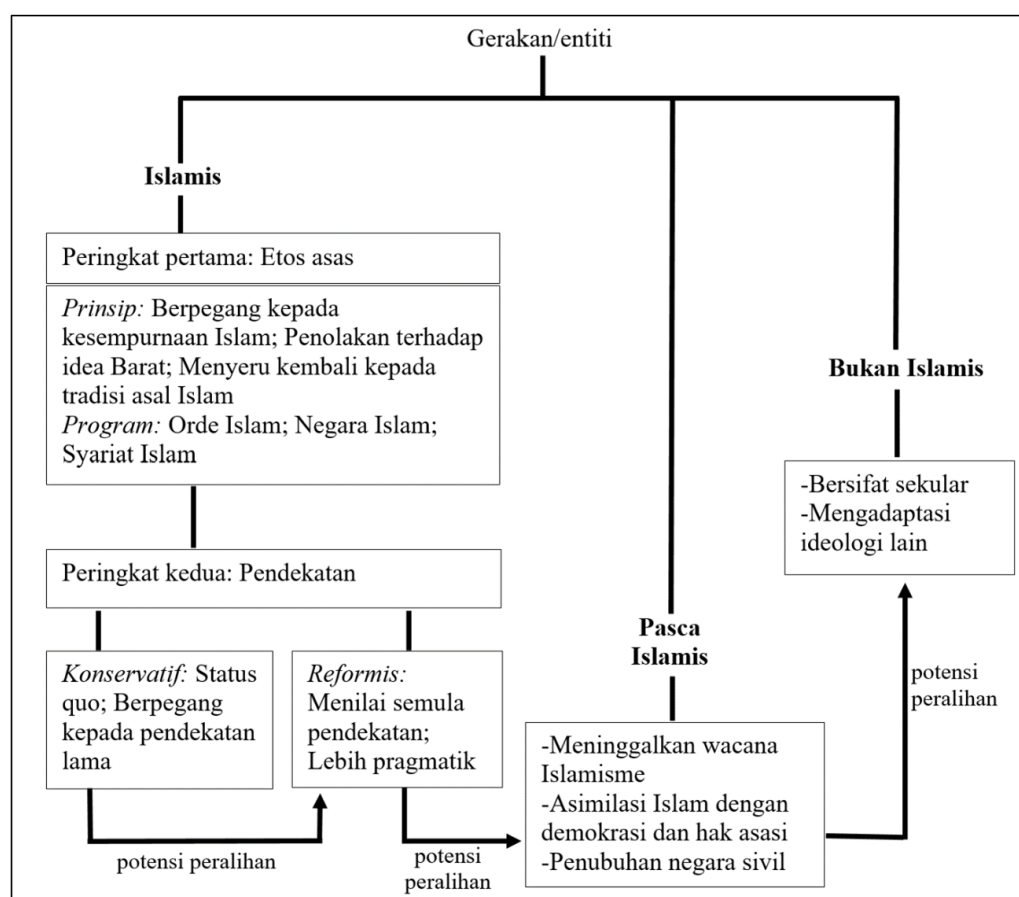 Gerakan/entiti
Islamis
Peringkat pertama: Etos asas
Prinsip: Berpegang kepada
kesempurnaan Islam; Penolakan terhadap
idea Barat; Menyeru kembali kepada
tradisi asal Islam
Program: Orde Islam; Negara Islam;
Syariat Islam
Peringkat kedua: Pendekatan
Konservatif: Status
quo; Berpegang
kepada pendekatan
lama
Reformis:
Menilai semula
pendekatan;
Lebih pragmatik
potensi peralihan
potensi
peralihan
Pasca
Islamis
-Meninggalkan wacana
Islamisme
-Asimilasi Islam dengan
demokrasi dan hak asasi
-Penubuhan negara sivil
Bukan Islamis
-Bersifat sekular
-Mengadaptasi
ideologi lain
potensi
peralihan